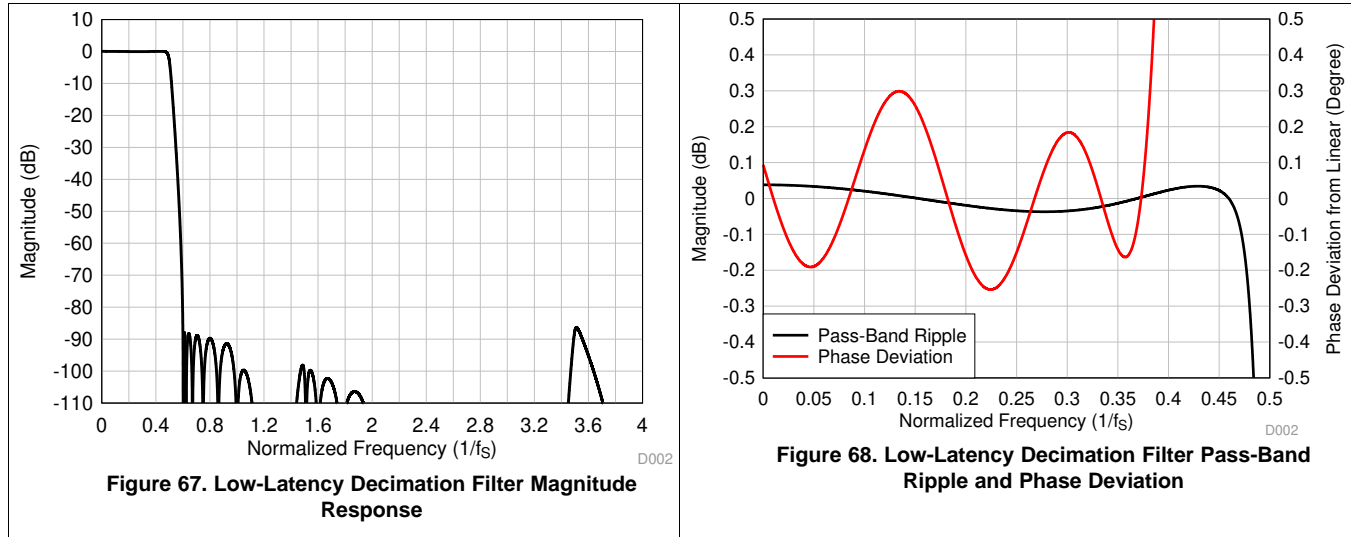 10
0
-10
-20
-30
-40
-50
-60
-70
-80
-90
-100
-110
Magnitude (dB)
0 0.4 0.8 1.2 1.6 2 2.4 2.8 3.2 3.6 4
Normalized Frequency (1/fS)
D002
Figure 67. Low-Latency Decimation Filter Magnitude
Response
0.5
0.4
0.3
0.2
0.1
0
-0.1
-0.2
-0.3
-0.4
-0.5
Magnitude (dB)
0.5
0.4
0.3
0.2
0.1
0
-0.1
-0.2
-0.3
-0.4
-0.5
Phase Deviation from Linear (Degree)
Pass-Band Ripple
Phase Deviation
0 0.05 0.1 0.15 0.2 0.25 0.3 0.35 0.4 0.45 0.5
Normalized Frequency (1/fS)
D002
Figure 68. Low-Latency Decimation Filter Pass-Band
Ripple and Phase Deviation